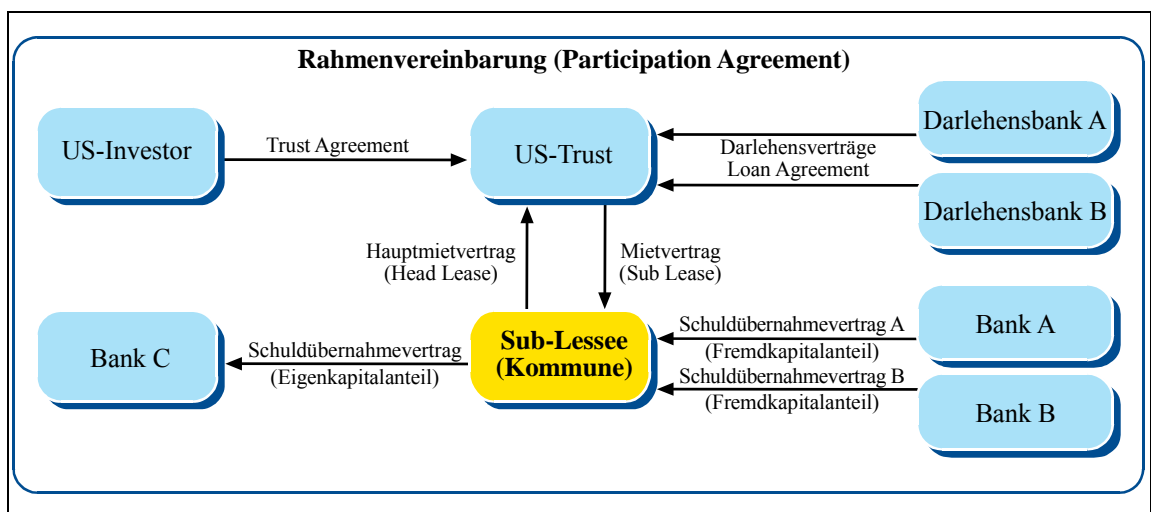 Rahmenvereinbarung (Participation Agreement)
US-Investor
Trust Agreement
US-Trust
Darlehensverträge
Loan Agreement
Darlehensbank A
Darlehensbank B
Hauptmietvertrag
(Head Lease)
Mietvertrag
(Sub Lease)
Bank C
Schuldübernahmevertrag
(Eigenkapitalanteil)
Sub-Lessee
(Kommune)
Schuldübernahmevertrag A
(Fremdkapitalanteil)
Schuldübernahmevertrag B
(Fremdkapitalanteil)
Bank A
Bank B